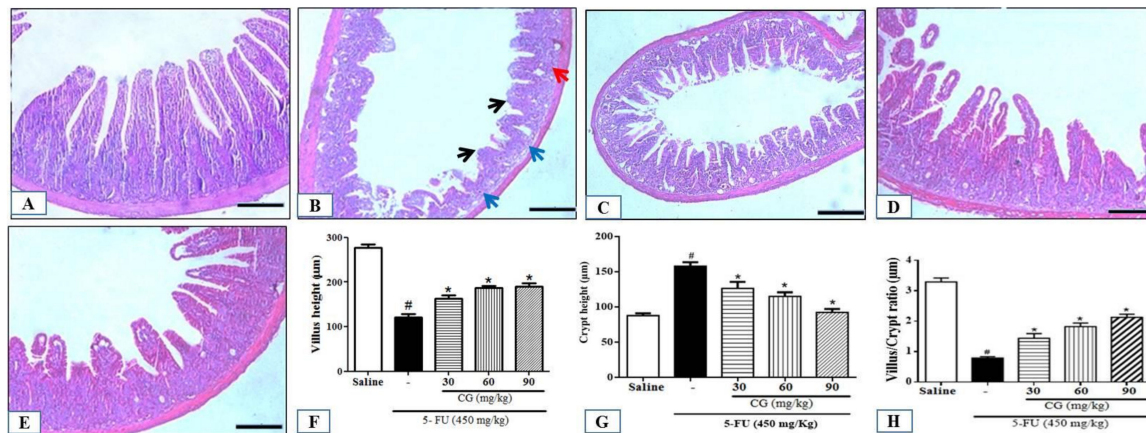 A
B
C
D
E
Villus height (µm)
300
200
100
0
#
*
*
*
Saline
-
30
60
90
CG (mg/kg)
5- FU (450 mg/kg)
F
Crypt height (µm)
200
150
100
50
0
#
*
*
*
Saline
-
30
60
90
CG (mg/kg)
5-FU (450 mg/Kg)
G
Villus/Crypt ratio (µm)
4
3
2
1
0
#
*
*
*
Saline
-
30
60
90
CG (mg/kg)
5-FU (450 mg/kg)
H